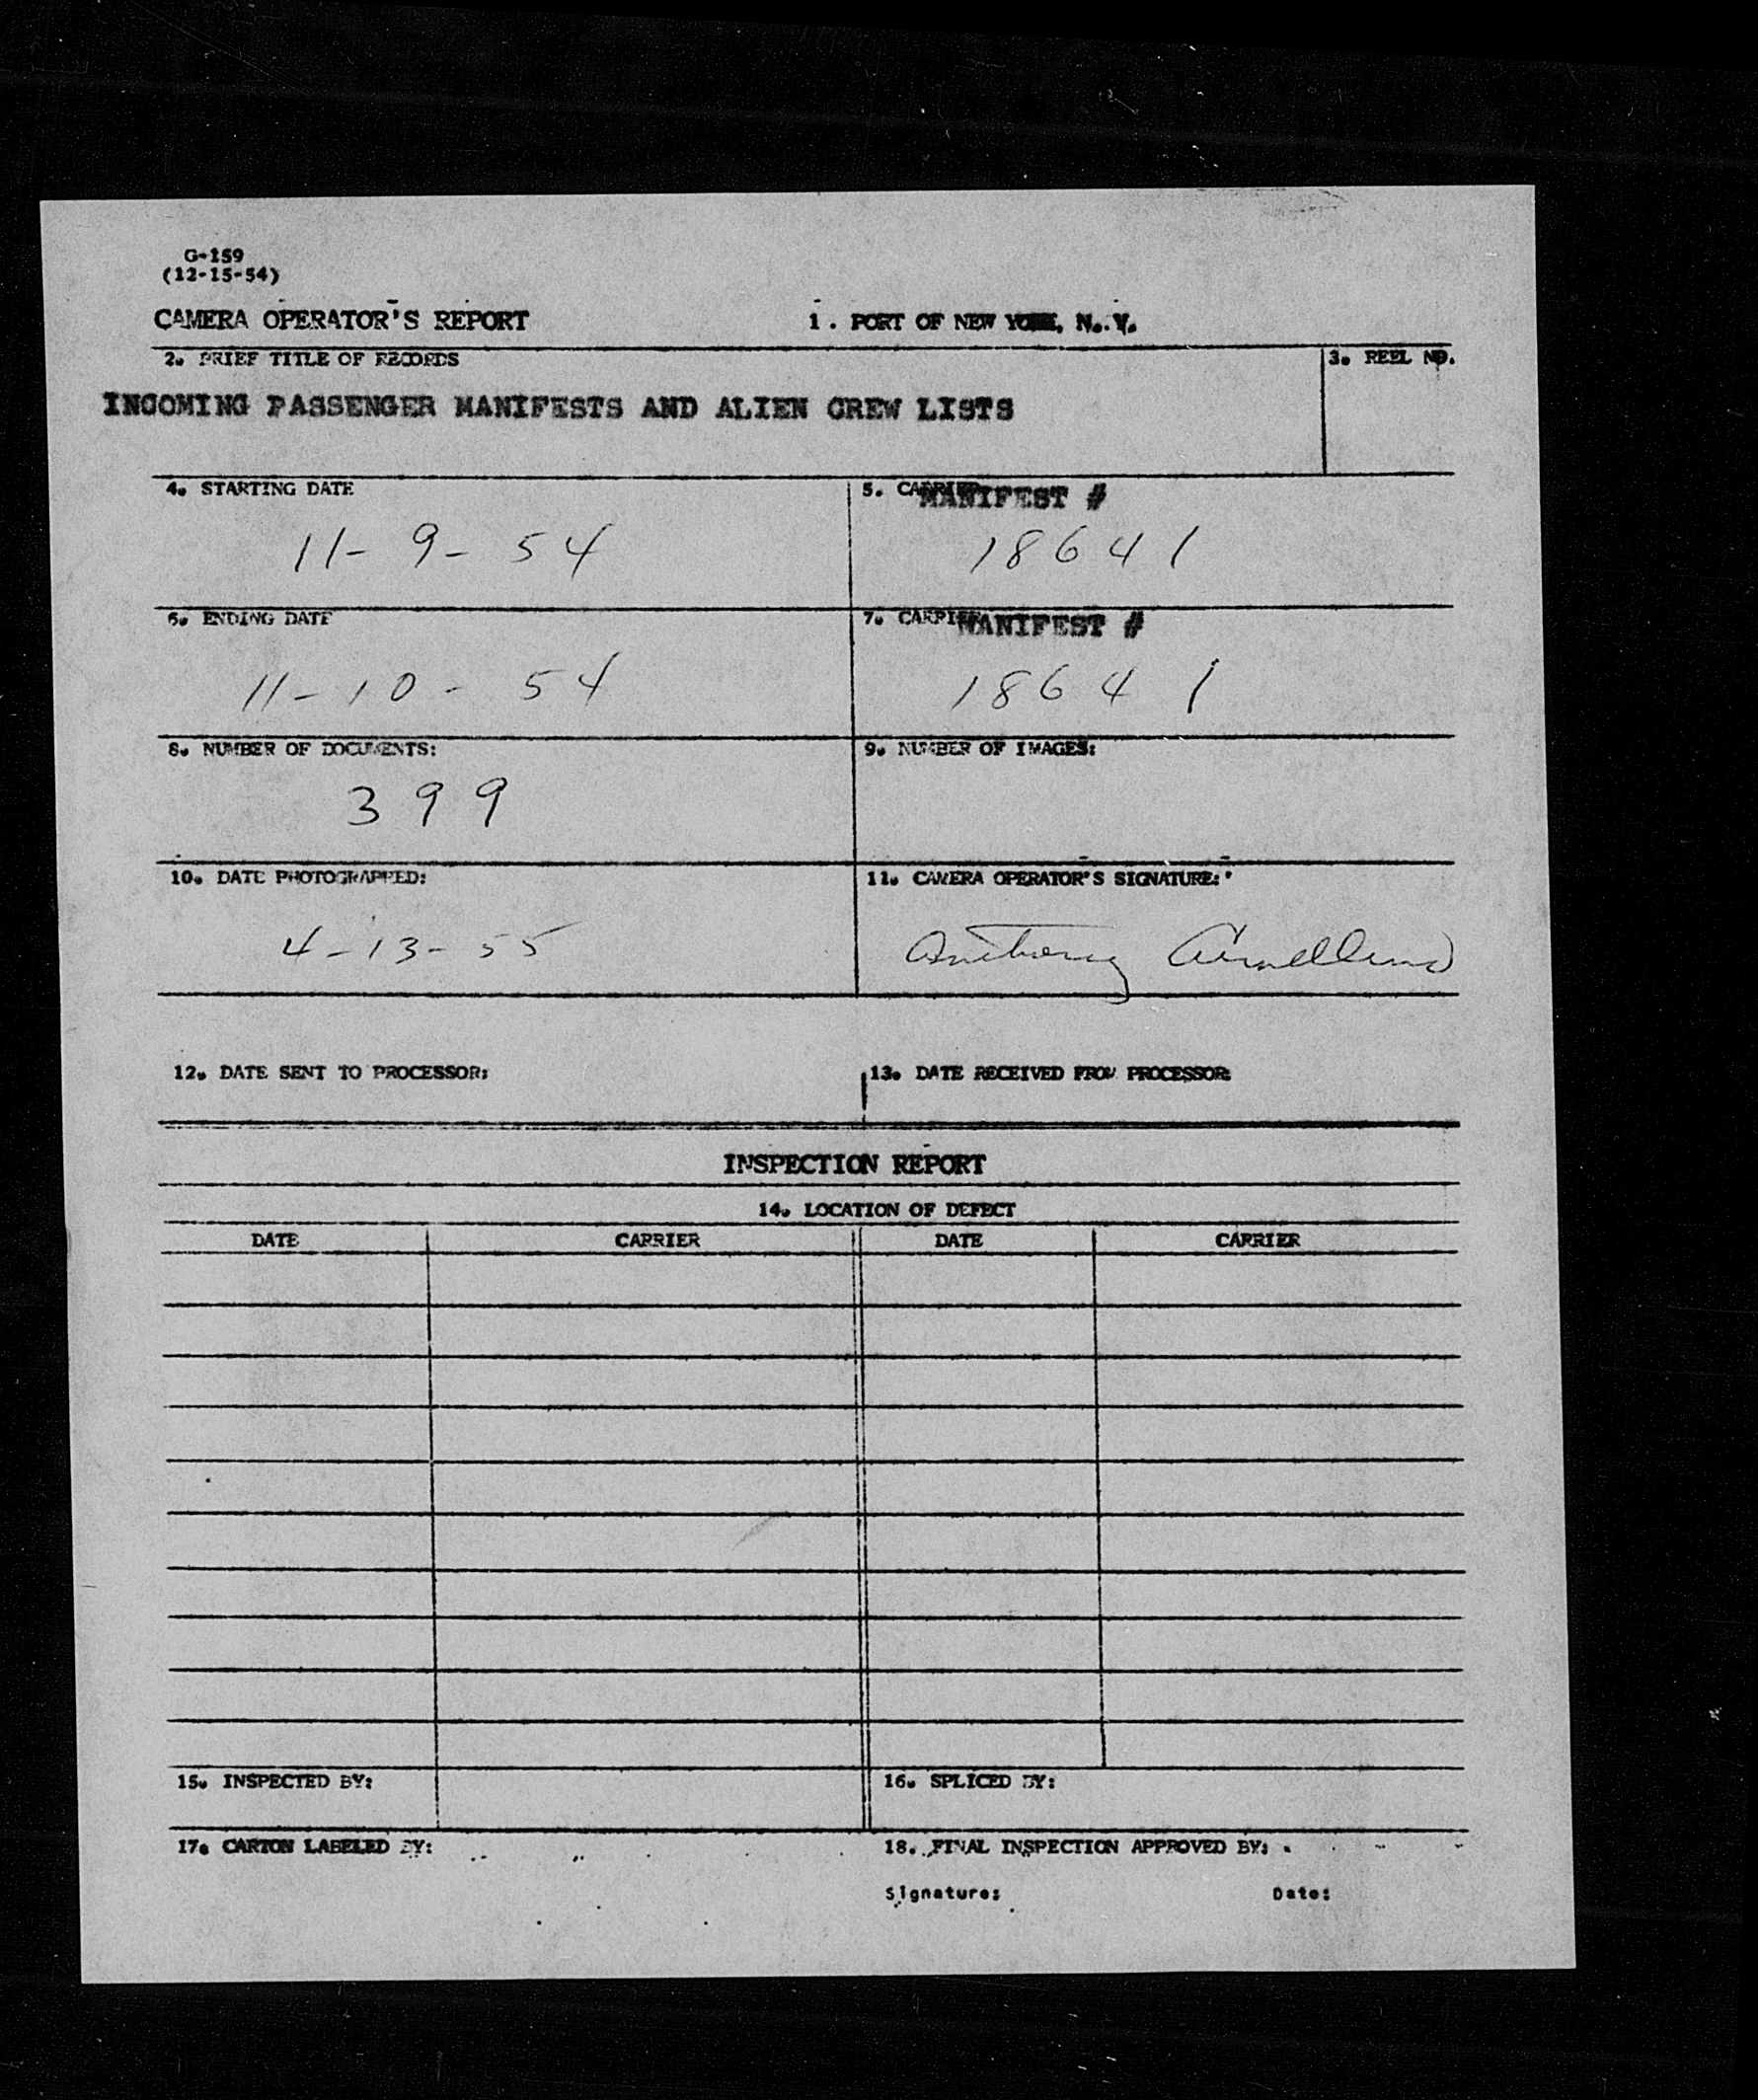 G-159
(12-15-54)
CAMERA OPERATOR'S REPORT 1. PORT OF NEW YORK, N. Y.
2. BRIEF TITLE OF RECORDS 3. REEL NO.
INCOMING PASSENGER MANIFESTS AND ALIEN CREW LISTS
4. STARTING DATE 5. CARRIER MANIFEST #
11-9-54 18641
6. ENDING DATE 7. CARRIER MANIFEST #
11-10-54 18641
8. NUMBER OF DOCUMENTS: 9. NUMBER OF IMAGES:
399
10. DATE PHOTOGRAPHED: 11. CAMERA OPERATOR'S SIGNATURE:
4-13-55 Anthony
12. DATE SENT TO PROCESSOR: 13. DATE RECEIVED FROM PROCESSOR:
INSPECTION REPORT
14. LOCATION OF DEFECT
DATE CARRIER DATE CARRIER
15. INSPECTED BY: 16. SPLICED BY:
17. CARTON LABELED BY: 18. FINAL INSPECTION APPROVED BY:
Signature: Date: